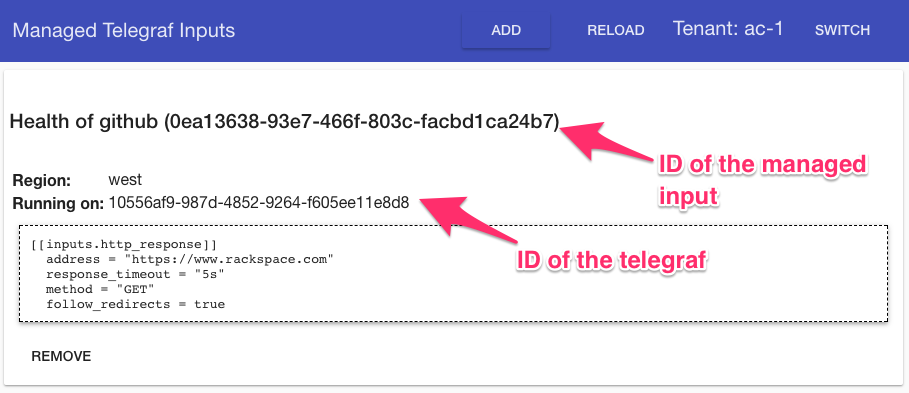 Managed Telegraf Inputs
ADD
RELOAD
Tenant: ac-1
SWITCH
Health of github (0ea13638-93e7-466f-803c-facbd1ca24b7)
ID of the managed
input
Region: west
Running on: 10556af9-987d-4852-9264-f605ee11e8d8
ID of the telegraf
[[inputs.http_response]]
address = "https://www.rackspace.com"
response_timeout = "5s"
method = "GET"
follow_redirects = true
REMOVE